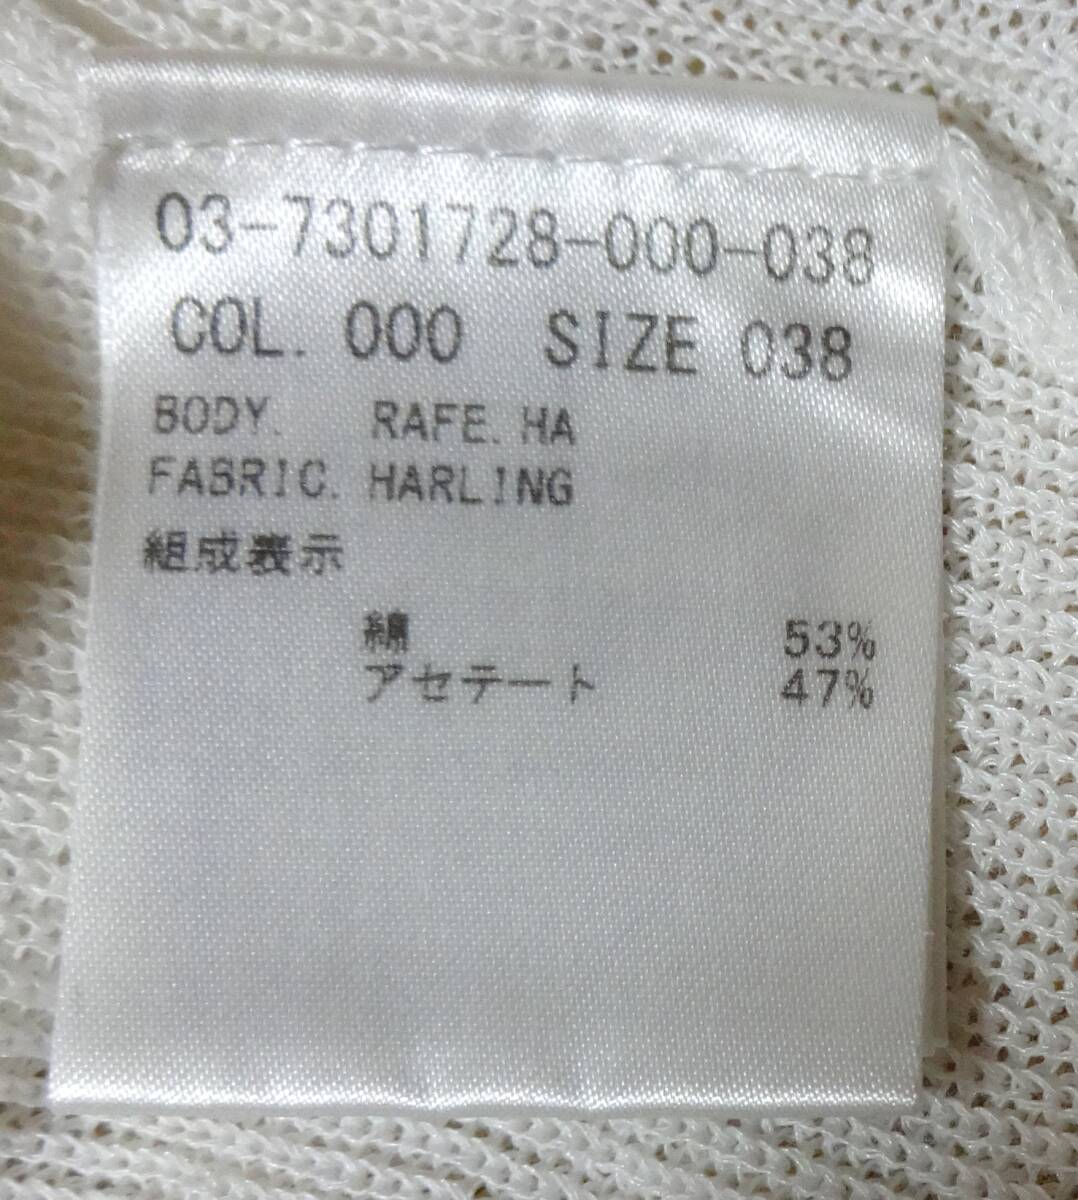 03-7301728-000-038
COL. 000 SIZE 038
BODY. RAFE. HA
FABRIC. HARLING
組成表示
綿 53%
アセテート 47%